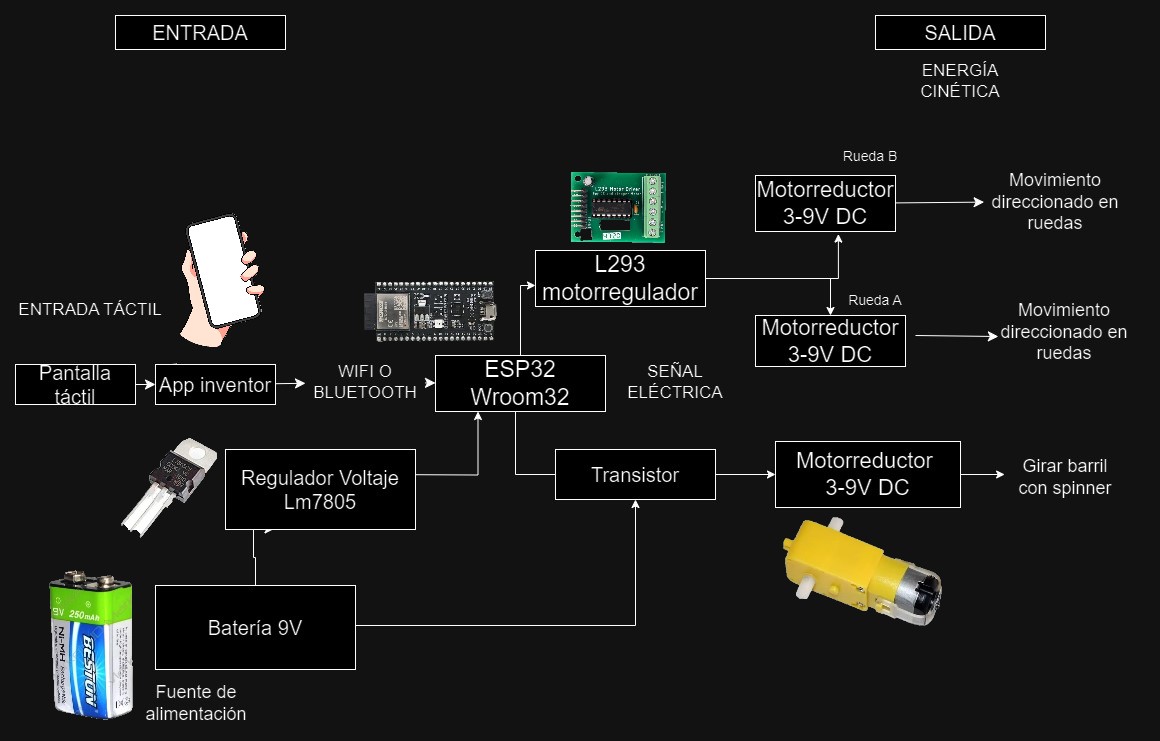 ENTRADA
SALIDA
ENERGÍA
CINÉTICA
Rueda B
L293 Motor Driver
Motorreductor
3-9V DC
Movimiento
direccionado en
ruedas
L293
motorregulador
ENTRADA TÁCTIL
Rueda A
Motorreductor
3-9V DC
Movimiento
direccionado en
ruedas
Pantalla
táctil
App inventor
WIFI O
BLUETOOTH
ESP32
Wroom32
SEÑAL
ELÉCTRICA
Regulador Voltaje
Lm7805
Transistor
Motorreductor
3-9V DC
Girar barril
con spinner
9V 250mAh
Ni-MH
BESTON
Batería 9V
Fuente de
alimentación